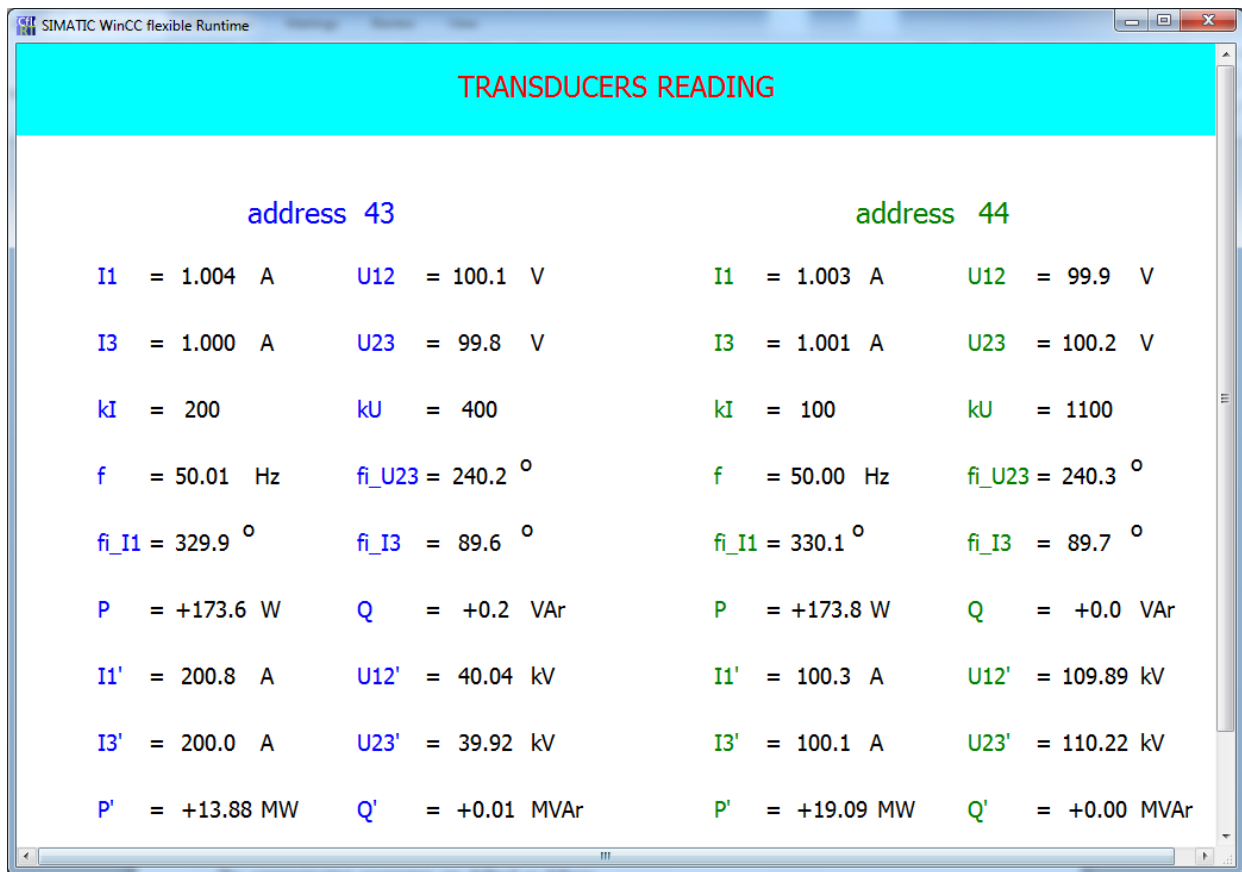 SIMATIC WinCC flexible Runtime
TRANSDUCERS READING
address 43
I1 = 1.004 A U12 = 100.1 V
I3 = 1.000 A U23 = 99.8 V
kI = 200 kU = 400
f = 50.01 Hz fi_U23 = 240.2 o
fi_I1 = 329.9 o fi_I3 = 89.6 o
P = +173.6 W Q = +0.2 VAr
I1' = 200.8 A U12' = 40.04 kV
I3' = 200.0 A U23' = 39.92 kV
P' = +13.88 MW Q' = +0.01 MVAr
address 44
I1 = 1.003 A U12 = 99.9 V
I3 = 1.001 A U23 = 100.2 V
kI = 100 kU = 1100
f = 50.00 Hz fi_U23 = 240.3 o
fi_I1 = 330.1 o fi_I3 = 89.7 o
P = +173.8 W Q = +0.0 VAr
I1' = 100.3 A U12' = 109.89 kV
I3' = 100.1 A U23' = 110.22 kV
P' = +19.09 MW Q' = +0.00 MVAr